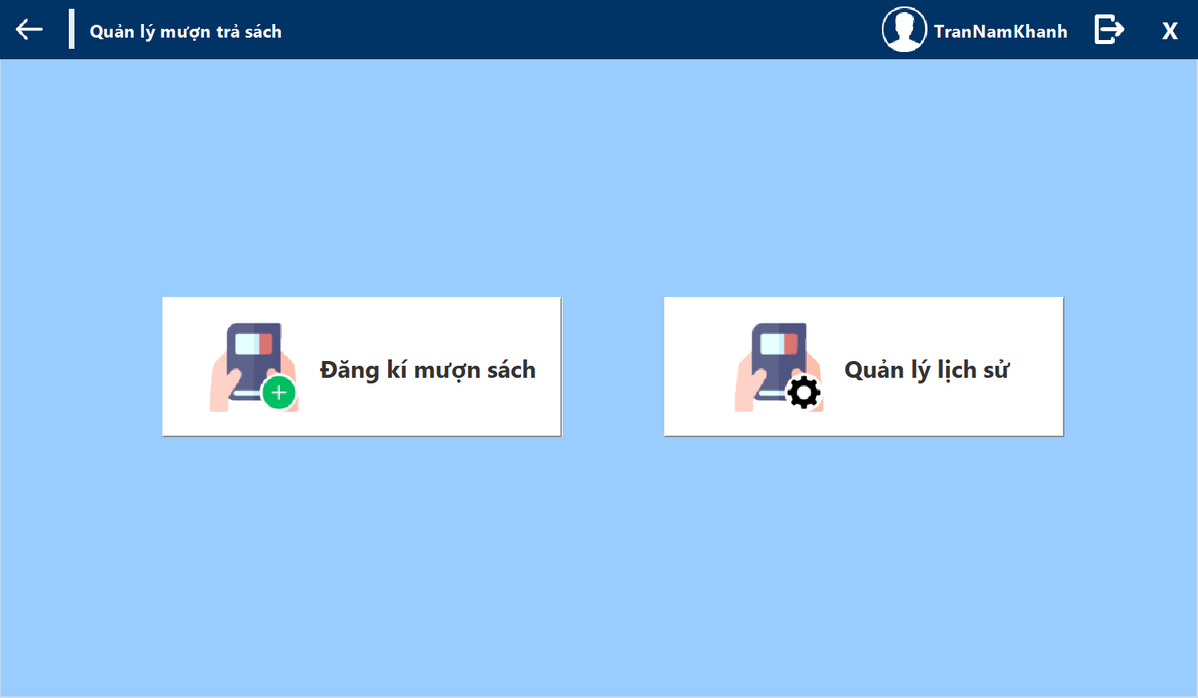 Quản lý mượn trả sách
TranNamKhanh
X
Đăng kí mượn sách
Quản lý lịch sử